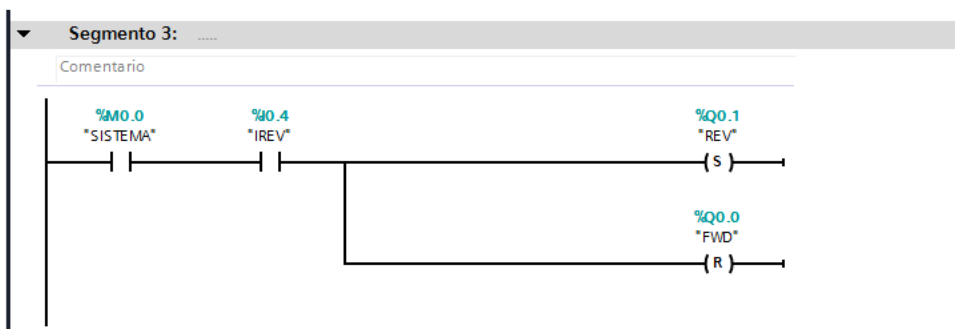 Segmento 3: .....
Comentario
%M0.0 %I0.4 %Q0.1
"SISTEMA" "IREV" "REV"
S
%Q0.0
"FWD"
R